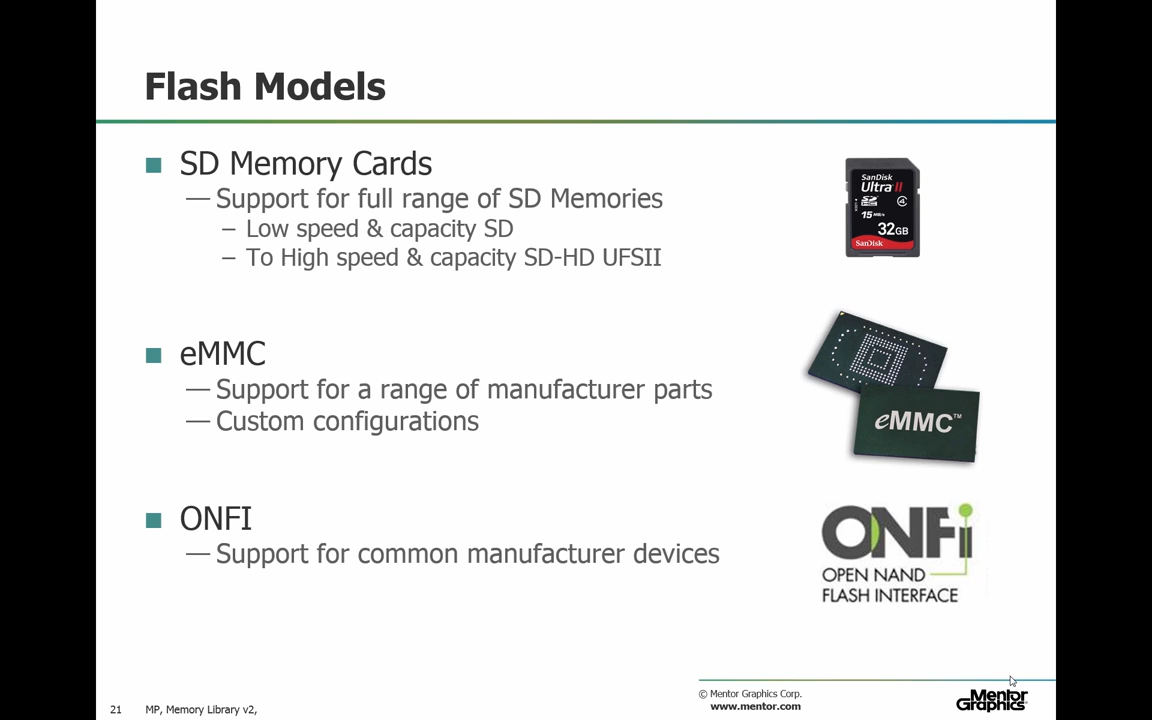 Flash Models
SD Memory Cards
— Support for full range of SD Memories
– Low speed & capacity SD
– To High speed & capacity SD-HD UFSII
SanDisk
Ultra II
15 MB/s
32GB
SanDisk
eMMC
— Support for a range of manufacturer parts
— Custom configurations
eMMC™
ONFI
— Support for common manufacturer devices
ONFi
OPEN NAND
FLASH INTERFACE
21 MP, Memory Library v2,
© Mentor Graphics Corp.
www.mentor.com
Mentor
Graphics